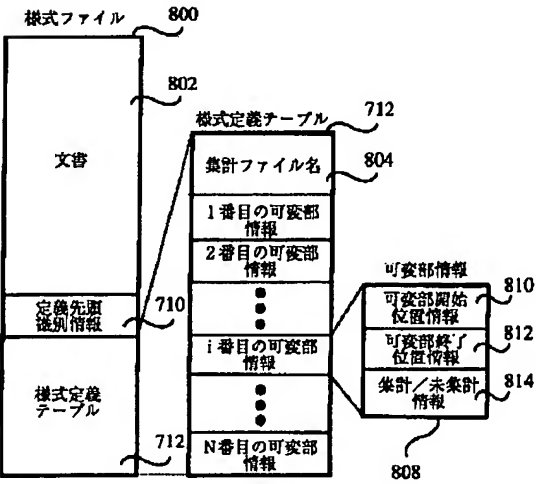 様式ファイル
800
802
文書
定義先頭
識別情報
710
様式定義
テーブル
712
様式定義テーブル
712
集計ファイル名
804
1番目の可変部
情報
2番目の可変部
情報
i番目の可変部
情報
N番目の可変部
情報
可変部情報
可変部開始
位置情報
810
可変部終了
位置情報
812
集計/未集計
情報
814
808